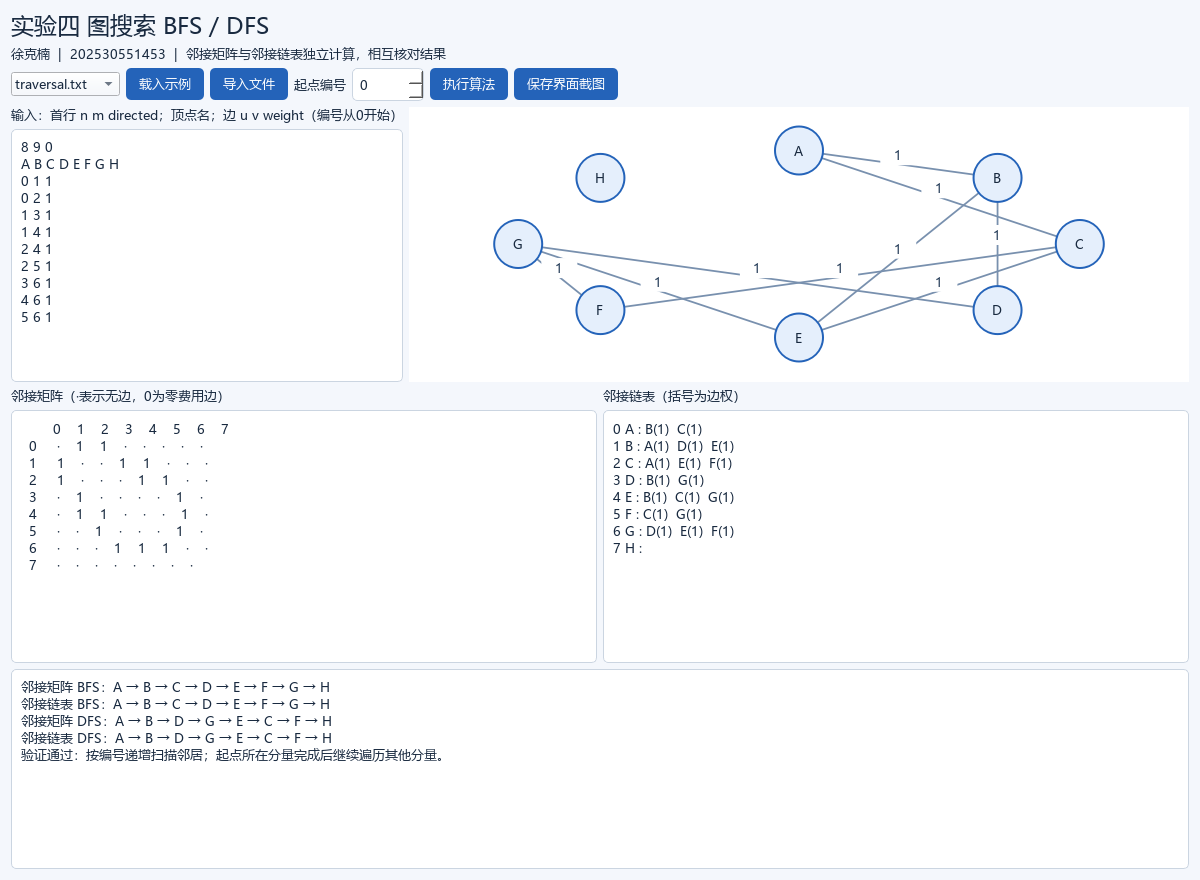 实验四 图搜索 BFS / DFS
徐克楠 | 202530551453 | 邻接矩阵与邻接链表独立计算，相互核对结果
traversal.txt 载入示例 导入文件 起点编号 0 执行算法 保存界面截图
输入：首行 n m directed；顶点名；边 u v weight（编号从0开始）
8 9 0
A B C D E F G H
0 1 1
0 2 1
1 3 1
1 4 1
2 4 1
2 5 1
3 6 1
4 6 1
5 6 1
A
1
H
B
1
1
G
1
C
1
1
1
1
1
F
D
E
邻接矩阵（·表示无边，0为零费用边）
0 1 2 3 4 5 6 7
0 · 1 1 · · · · ·
1 1 · · 1 1 · · ·
2 1 · · · 1 1 · ·
3 · 1 · · · · 1 ·
4 · 1 1 · · · 1 ·
5 · · 1 · · · 1 ·
6 · · · 1 1 1 · ·
7 · · · · · · · ·
邻接链表（括号为边权）
0 A : B(1) C(1)
1 B : A(1) D(1) E(1)
2 C : A(1) E(1) F(1)
3 D : B(1) G(1)
4 E : B(1) C(1) G(1)
5 F : C(1) G(1)
6 G : D(1) E(1) F(1)
7 H :
邻接矩阵 BFS：A → B → C → D → E → F → G → H
邻接链表 BFS：A → B → C → D → E → F → G → H
邻接矩阵 DFS：A → B → D → G → E → C → F → H
邻接链表 DFS：A → B → D → G → E → C → F → H
验证通过：按编号递增扫描邻居；起点所在分量完成后继续遍历其他分量。